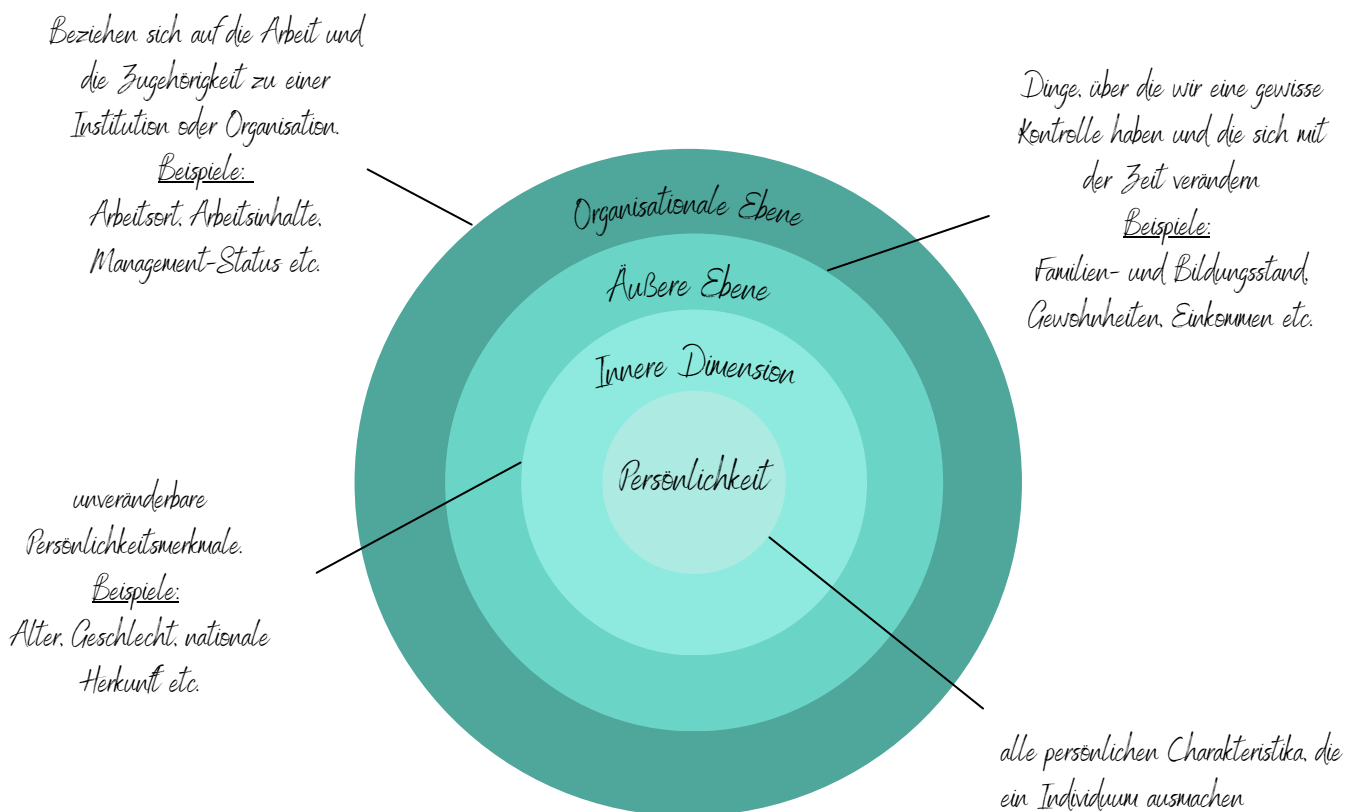 Beziehen sich auf die Arbeit und
die Zugehörigkeit zu einer
Institution oder Organisation.
Beispiele:
Arbeitsort, Arbeitsinhalte,
Management-Status etc.
Dinge, über die wir eine gewisse
Kontrolle haben und die sich mit
der Zeit verändern
Beispiele:
Familien- und Bildungsstand,
Gewohnheiten, Einkommen etc.
Organisationale Ebene
Äußere Ebene
Innere Dimension
Persönlichkeit
unveränderbare
Persönlichkeitsmerkmale.
Beispiele:
Alter, Geschlecht, nationale
Herkunft etc.
alle persönlichen Charakteristika, die
ein Individuum ausmachen